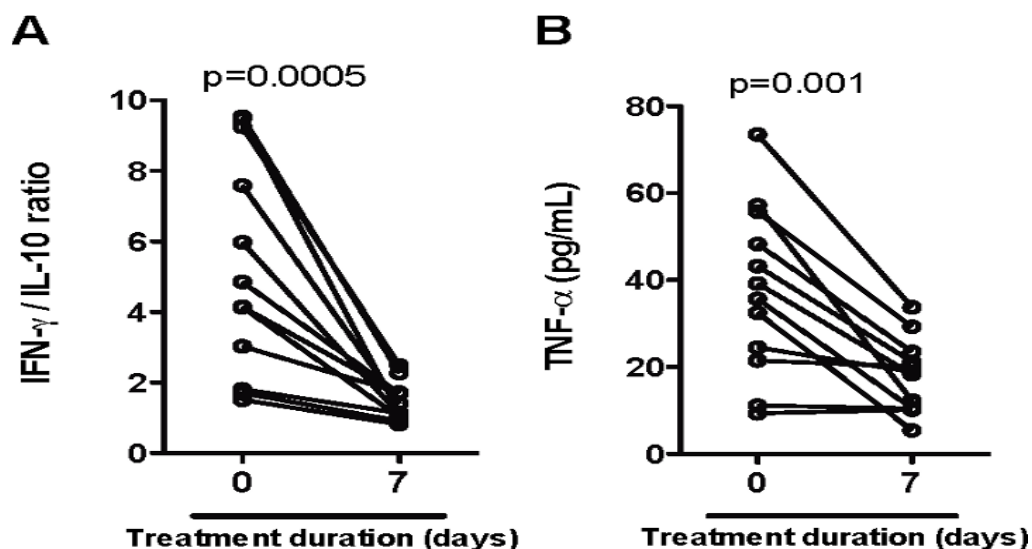 A
p=0.0005
IFN-γ / IL-10 ratio
10
8
6
4
2
0
0 7
Treatment duration (days)
B
p=0.001
TNF-α (pg/mL)
80
60
40
20
0
0 7
Treatment duration (days)